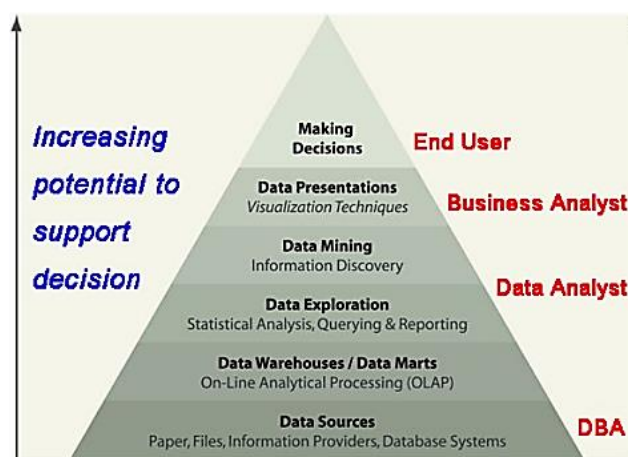 Increasing
potential to
support
decision
Making
Decisions
End User
Data Presentations
Visualization Techniques
Business Analyst
Data Mining
Information Discovery
Data Analyst
Data Exploration
Statistical Analysis, Querying & Reporting
Data Warehouses / Data Marts
On-Line Analytical Processing (OLAP)
Data Sources
Paper, Files, Information Providers, Database Systems
DBA